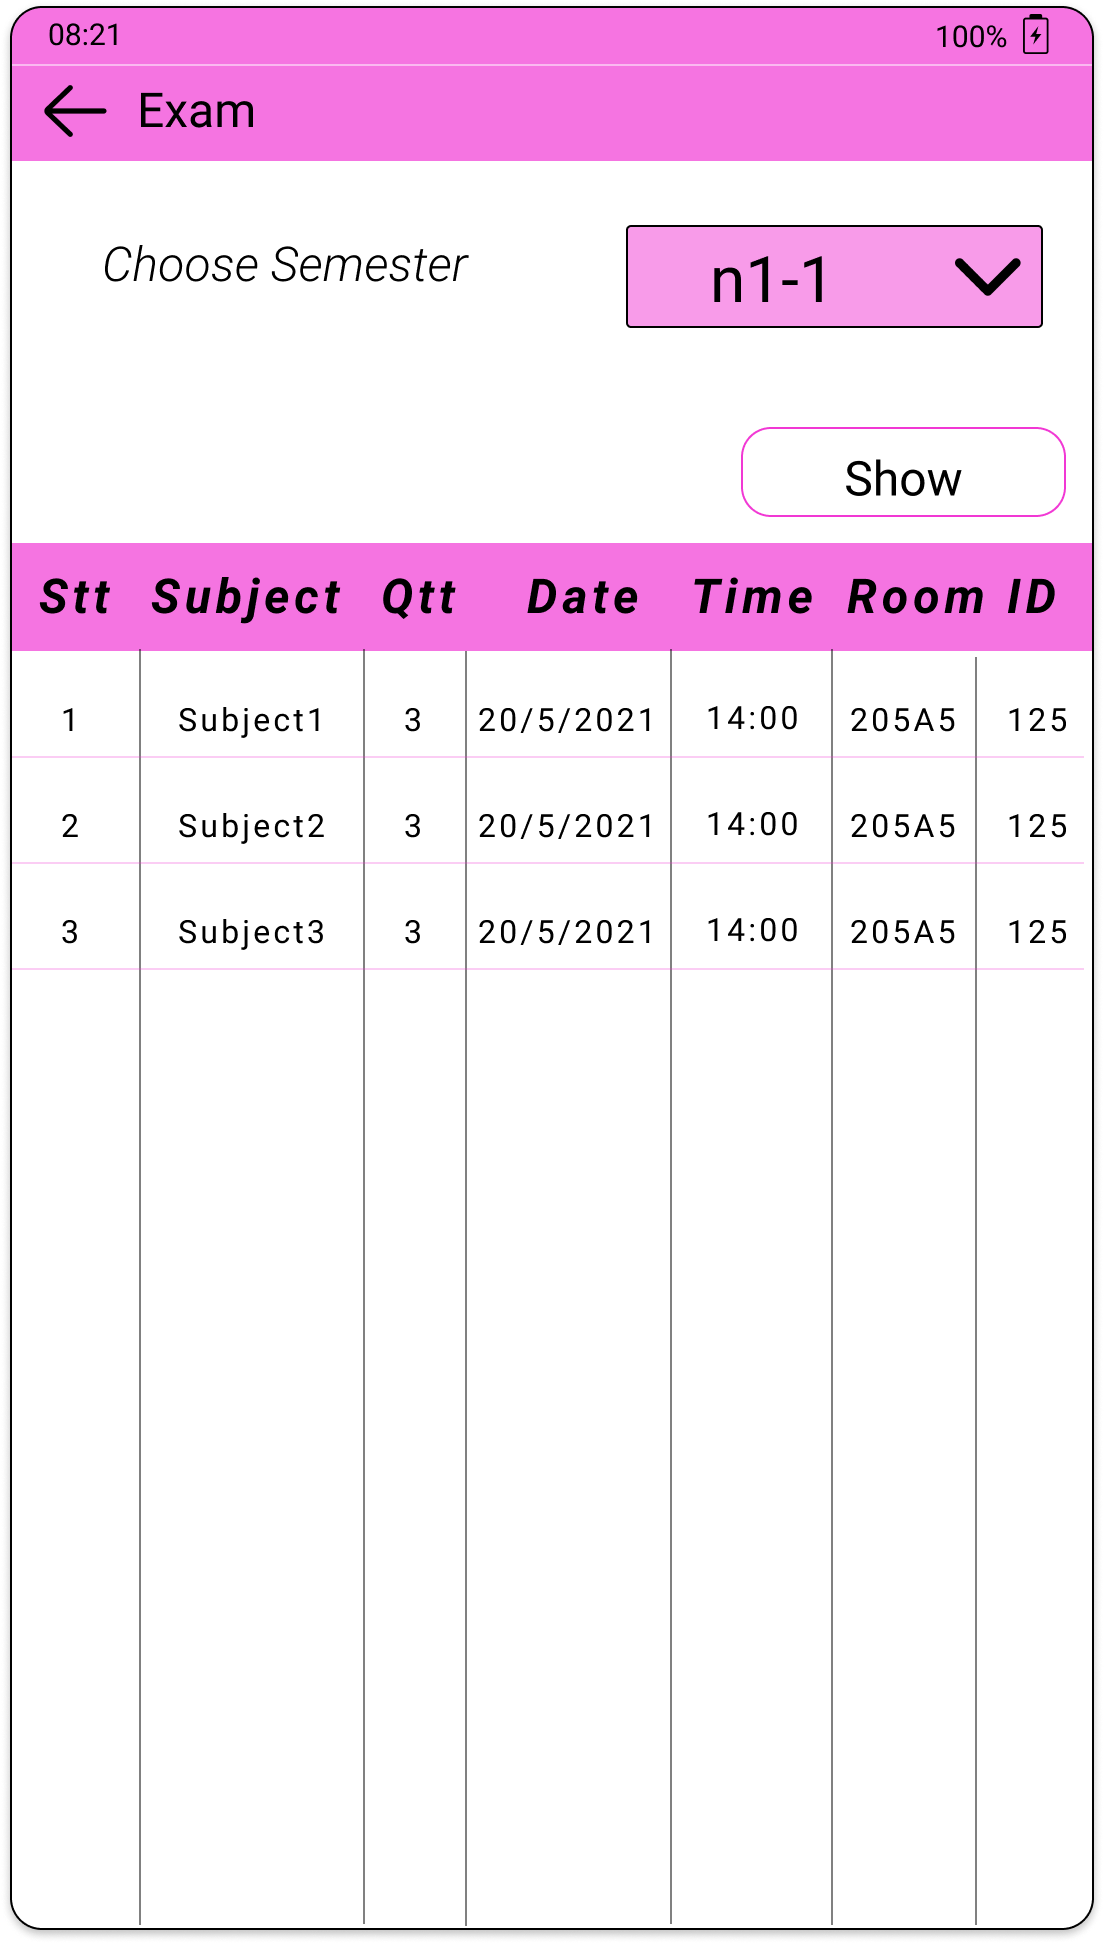 08:21 100%
Exam
Choose Semester n1-1
Show
Stt Subject Qtt Date Time Room ID
1 Subject1 3 20/5/2021 14:00 205A5 125
2 Subject2 3 20/5/2021 14:00 205A5 125
3 Subject3 3 20/5/2021 14:00 205A5 125